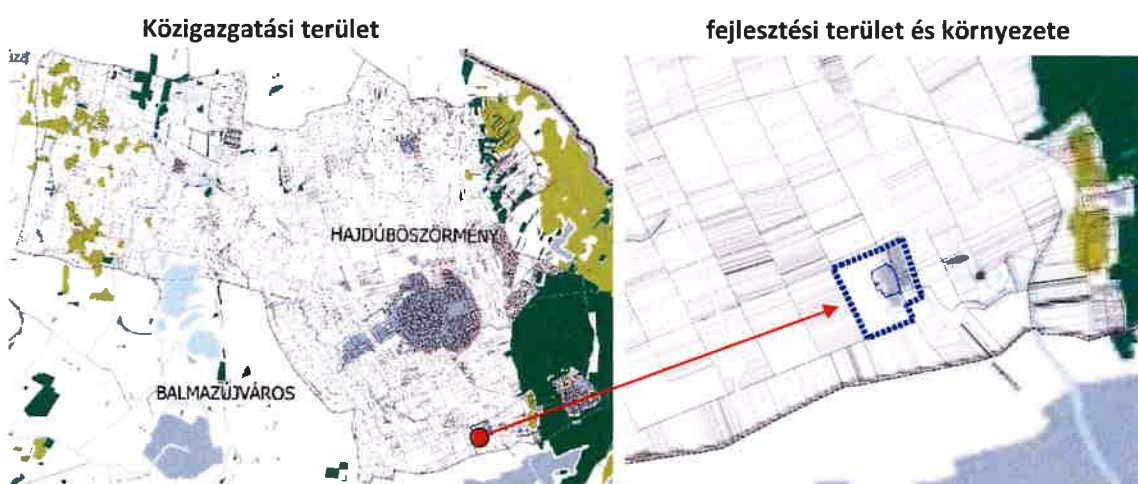 Közigazgatási terület
fejlesztési terület és környezete
HAJDÚBÖSZÖRMÉNY
BALMAZÚJVÁROS